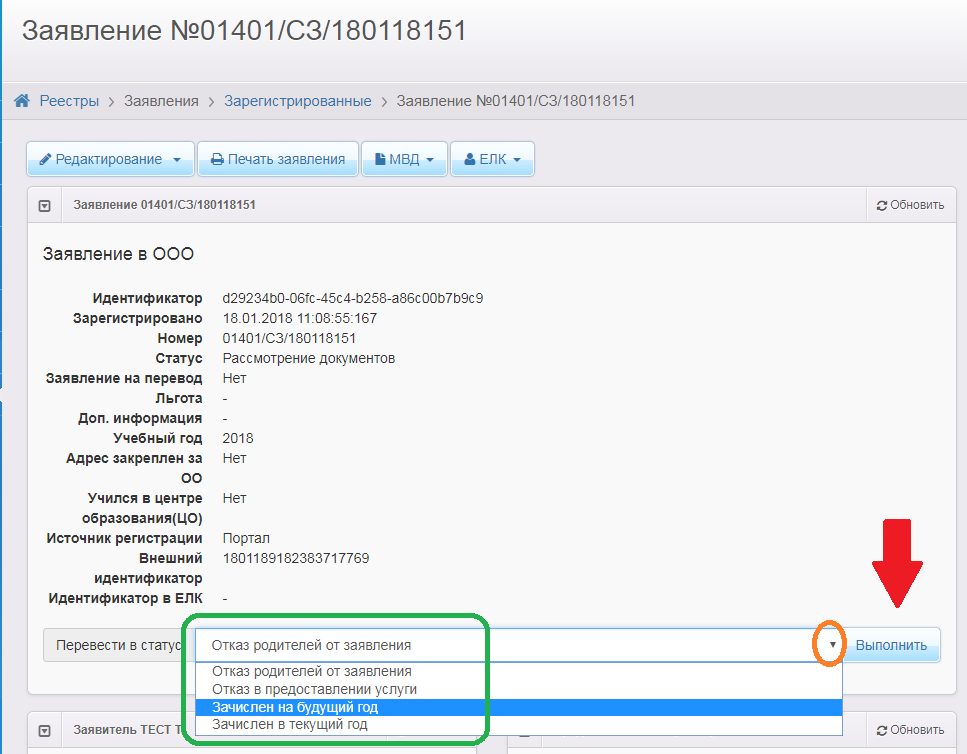 Заявление №01401/СЗ/180118151
Реестры > Заявления > Зарегистрированные > Заявление №01401/СЗ/180118151
Редактирование Печать заявления МВД ЕЛК
Заявление 01401/СЗ/180118151 Обновить
Заявление в ООО
Идентификатор d29234b0-06fc-45c4-b258-a86c00b7b9c9
Зарегистрировано 18.01.2018 11:08:55:167
Номер 01401/СЗ/180118151
Статус Рассмотрение документов
Заявление на перевод Нет
Льгота -
Доп. информация -
Учебный год 2018
Адрес закреплен за Нет
ОО
Учился в центре Нет
образования(ЦО)
Источник регистрации Портал
Внешний 1801189182383717769
идентификатор
Идентификатор в ЕЛК -
Перевести в статус Отказ родителей от заявления Выполнить
Отказ родителей от заявления
Отказ в предоставлении услуги
Зачислен на будущий год
Зачислен в текущий год
Заявитель ТЕСТ Обновить